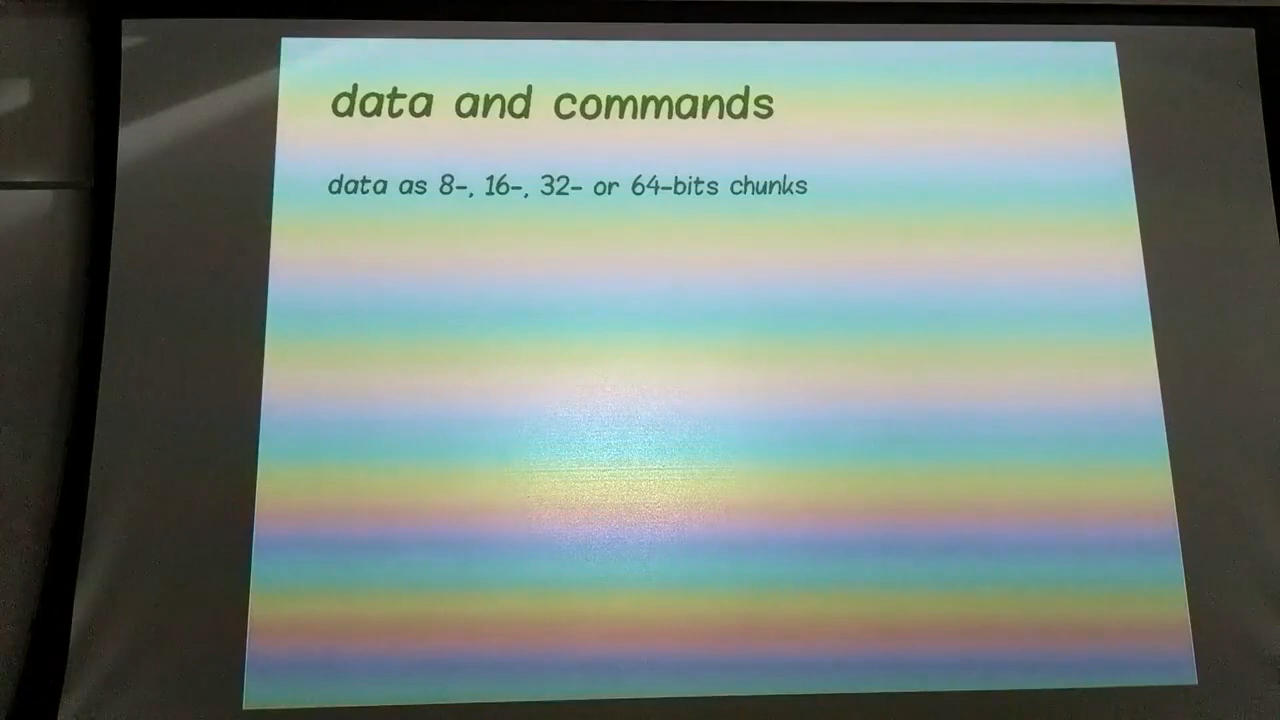 data and commands
data as 8-, 16-, 32- or 64-bits chunks